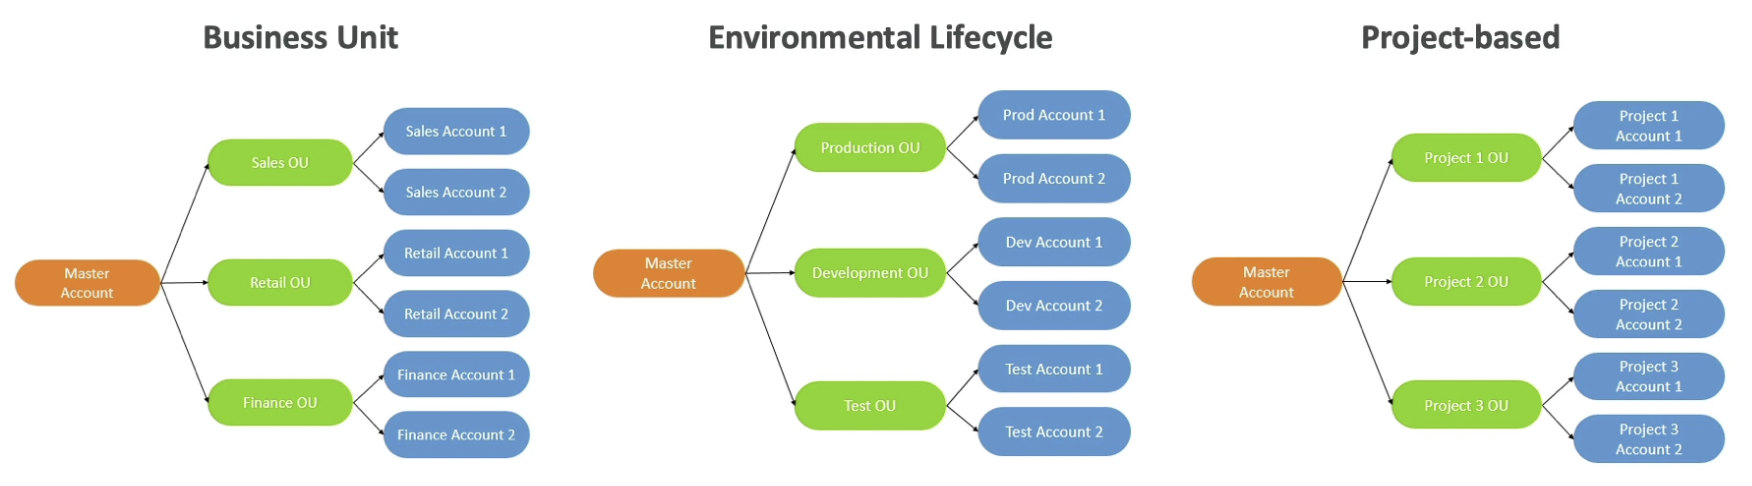 Business Unit
Master
Account
Sales OU
Sales Account 1
Sales Account 2
Retail OU
Retail Account 1
Retail Account 2
Finance OU
Finance Account 1
Finance Account 2
Environmental Lifecycle
Master
Account
Production OU
Prod Account 1
Prod Account 2
Development OU
Dev Account 1
Dev Account 2
Test OU
Test Account 1
Test Account 2
Project-based
Master
Account
Project 1 OU
Project 1
Account 1
Project 1
Account 2
Project 2 OU
Project 2
Account 1
Project 2
Account 2
Project 3 OU
Project 3
Account 1
Project 3
Account 2